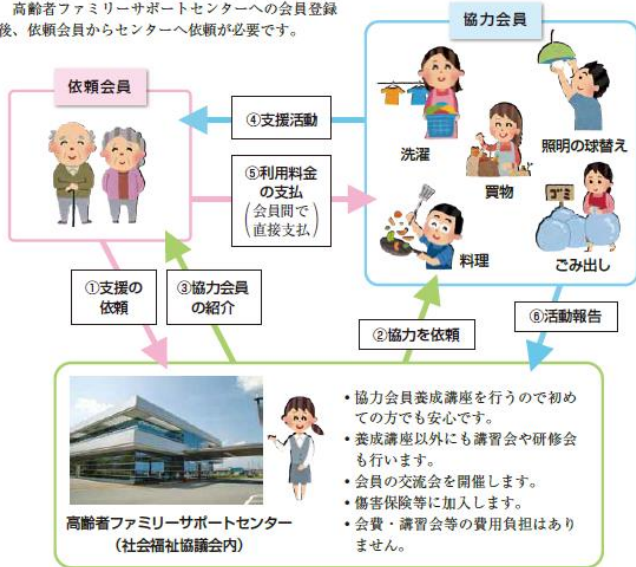 高齢者ファミリーサポートセンターへの会員登録
後、依頼会員からセンターへ依頼が必要です。
依頼会員
協力会員
洗濯
照明の球替え
買物
料理
ゴミ
ごみ出し
④支援活動
⑤利用料金
の支払
(会員間で
直接支払)
①支援の
依頼
③協力会員
の紹介
②協力を依頼
⑥活動報告
高齢者ファミリーサポートセンター
(社会福祉協議会内)
・協力会員養成講座を行うので初め
ての方でも安心です。
・養成講座以外にも講習会や研修会
も行います。
・会員の交流会を開催します。
・傷害保険等に加入します。
・会費・講習会等の費用負担はあり
ません。